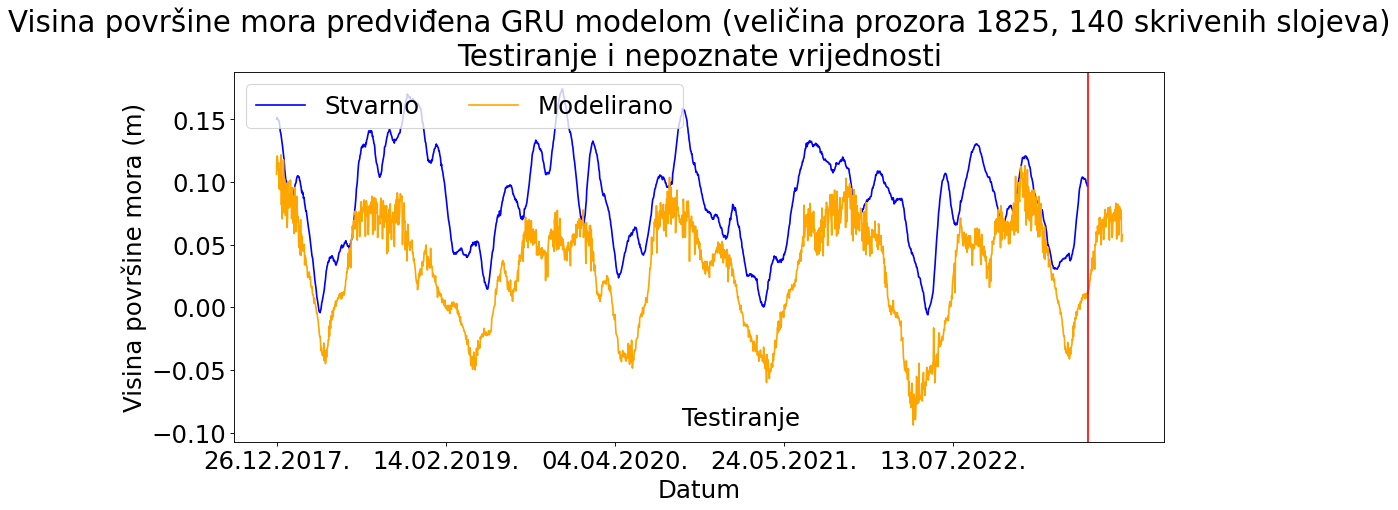 Visina površine mora predviđena GRU modelom (veličina prozora 1825, 140 skrivenih slojeva)
Testiranje i nepoznate vrijednosti
Stvarno Modelirano
Visina površine mora (m)
0.15
0.10
0.05
0.00
−0.05
−0.10
Testiranje
26.12.2017. 14.02.2019. 04.04.2020. 24.05.2021. 13.07.2022.
Datum